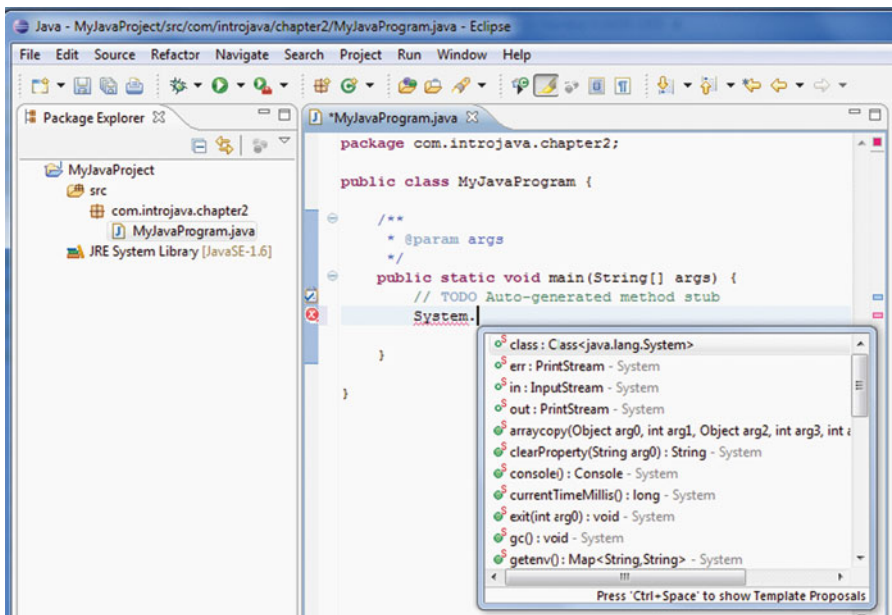 Java - MyJavaProject/src/com/introjava/chapter2/MyJavaProgram.java - Eclipse
File Edit Source Refactor Navigate Search Project Run Window Help
Package Explorer
MyJavaProject
src
com.introjava.chapter2
MyJavaProgram.java
JRE System Library [JavaSE-1.6]
*MyJavaProgram.java
package com.introjava.chapter2;
public class MyJavaProgram {
/**
* @param args
*/
public static void main(String[] args) {
// TODO Auto-generated method stub
System.
}
}
class : Class<java.lang.System>
err : PrintStream - System
in : InputStream - System
out : PrintStream - System
arraycopy(Object arg0, int arg1, Object arg2, int arg3, int a
clearProperty(String arg0) : String - System
console() : Console - System
currentTimeMillis() : long - System
exit(int arg0) : void - System
gc() : void - System
getenv() : Map<String,String> - System
Press 'Ctrl+Space' to show Template Proposals